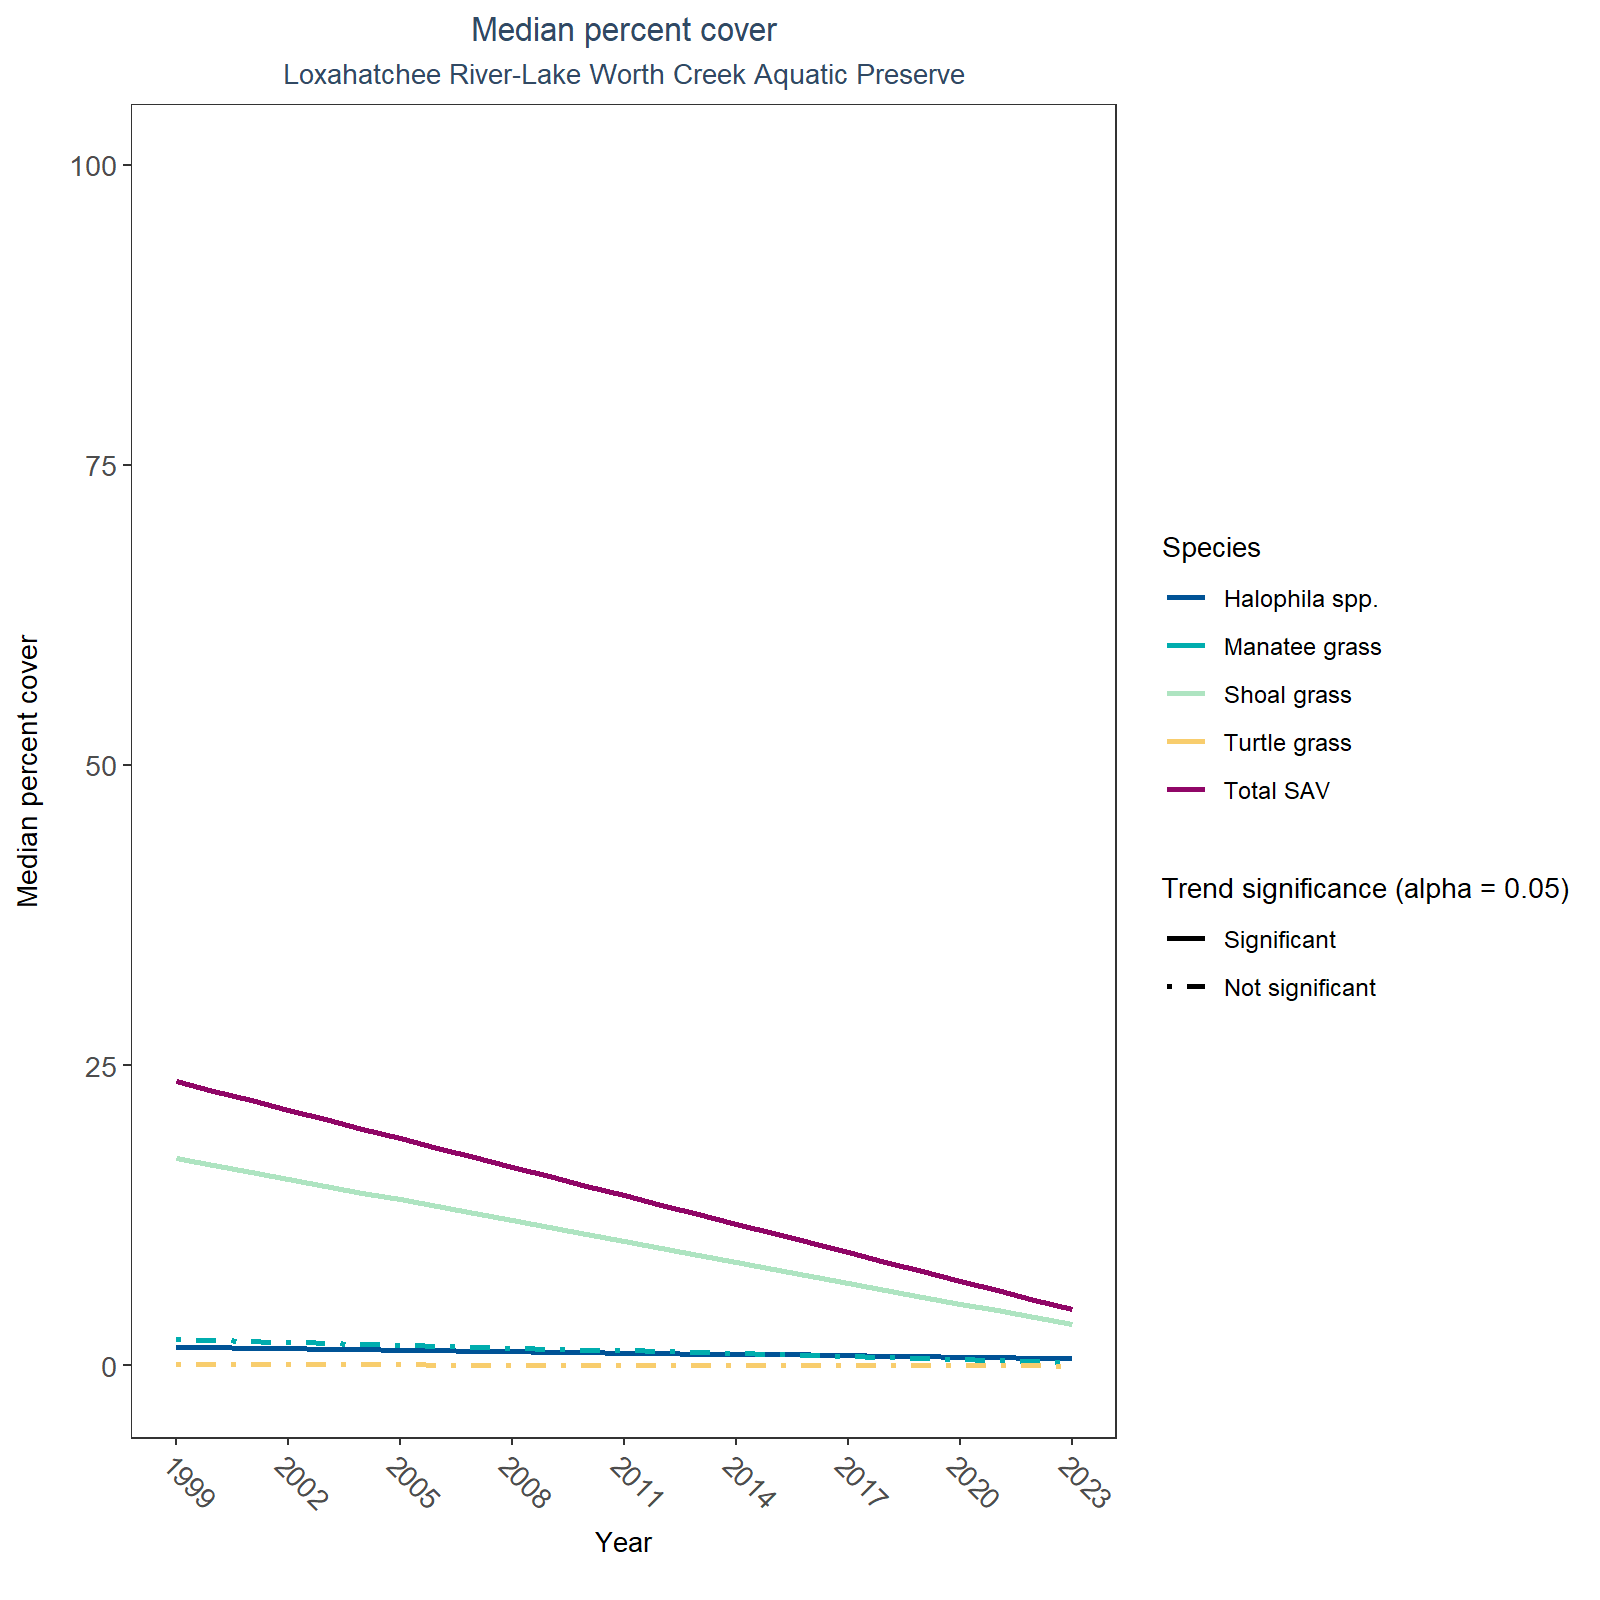 Median percent cover
Loxahatchee River-Lake Worth Creek Aquatic Preserve
Median percent cover
100
75
50
25
0
1999
2002
2005
2008
2011
2014
2017
2020
2023
Year
Species
Halophila spp.
Manatee grass
Shoal grass
Turtle grass
Total SAV
Trend significance (alpha = 0.05)
Significant
Not significant